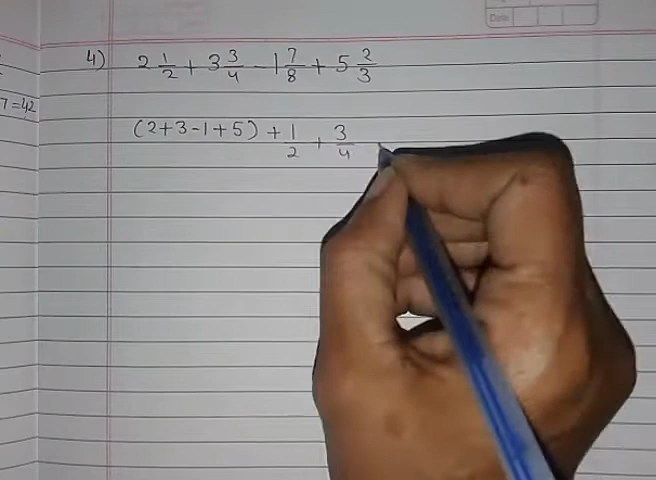 Date
4) 2 1/2 + 3 3/4 - 1 7/8 + 5 2/3
7=42
(2+3-1+5) + 1/2 + 3/4